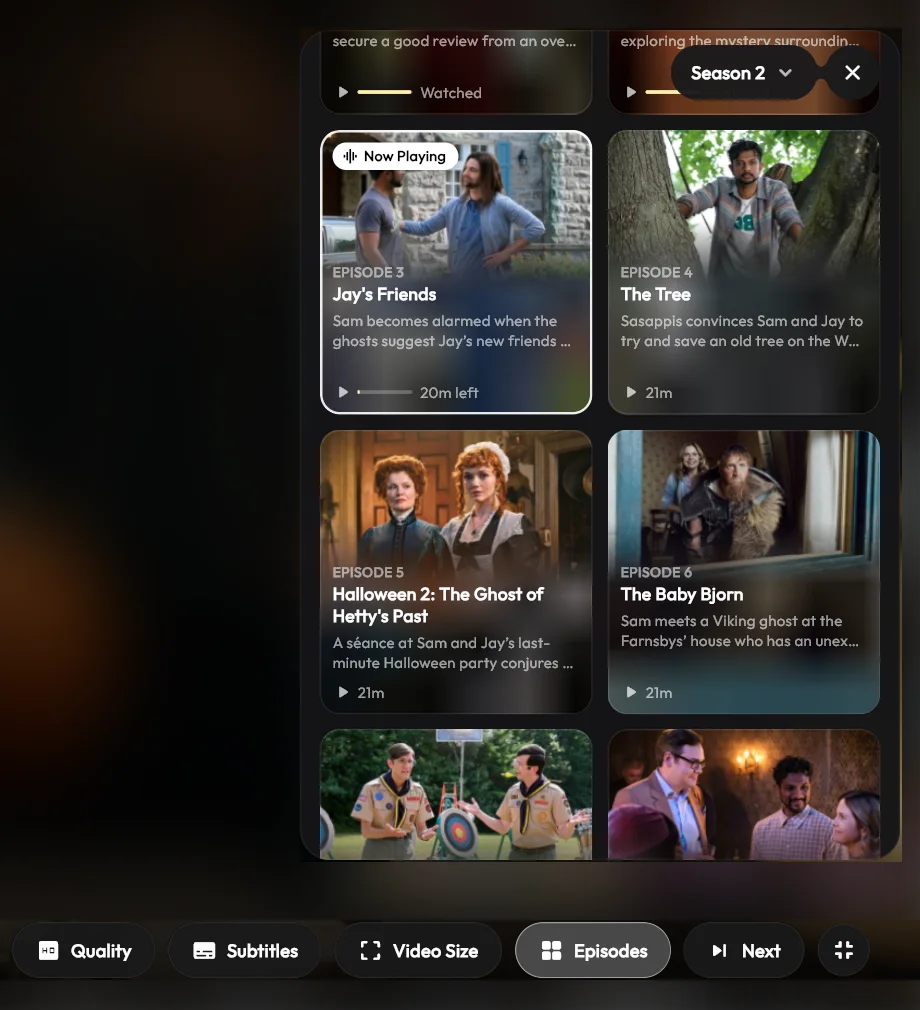 secure a good review from an ove...
exploring the mystery surroundin...
Season 2
Watched
Now Playing
EPISODE 3
Jay's Friends
Sam becomes alarmed when the
ghosts suggest Jay's new friends ...
20m left
38
EPISODE 4
The Tree
Sasappis convinces Sam and Jay to
try and save an old tree on the W...
21m
EPISODE 5
Halloween 2: The Ghost of
Hetty's Past
A séance at Sam and Jay's last-
minute Halloween party conjures ...
21m
EPISODE 6
The Baby Bjorn
Sam meets a Viking ghost at the
Farnsbys' house who has an unex...
21m
HD Quality
Subtitles
Video Size
Episodes
Next